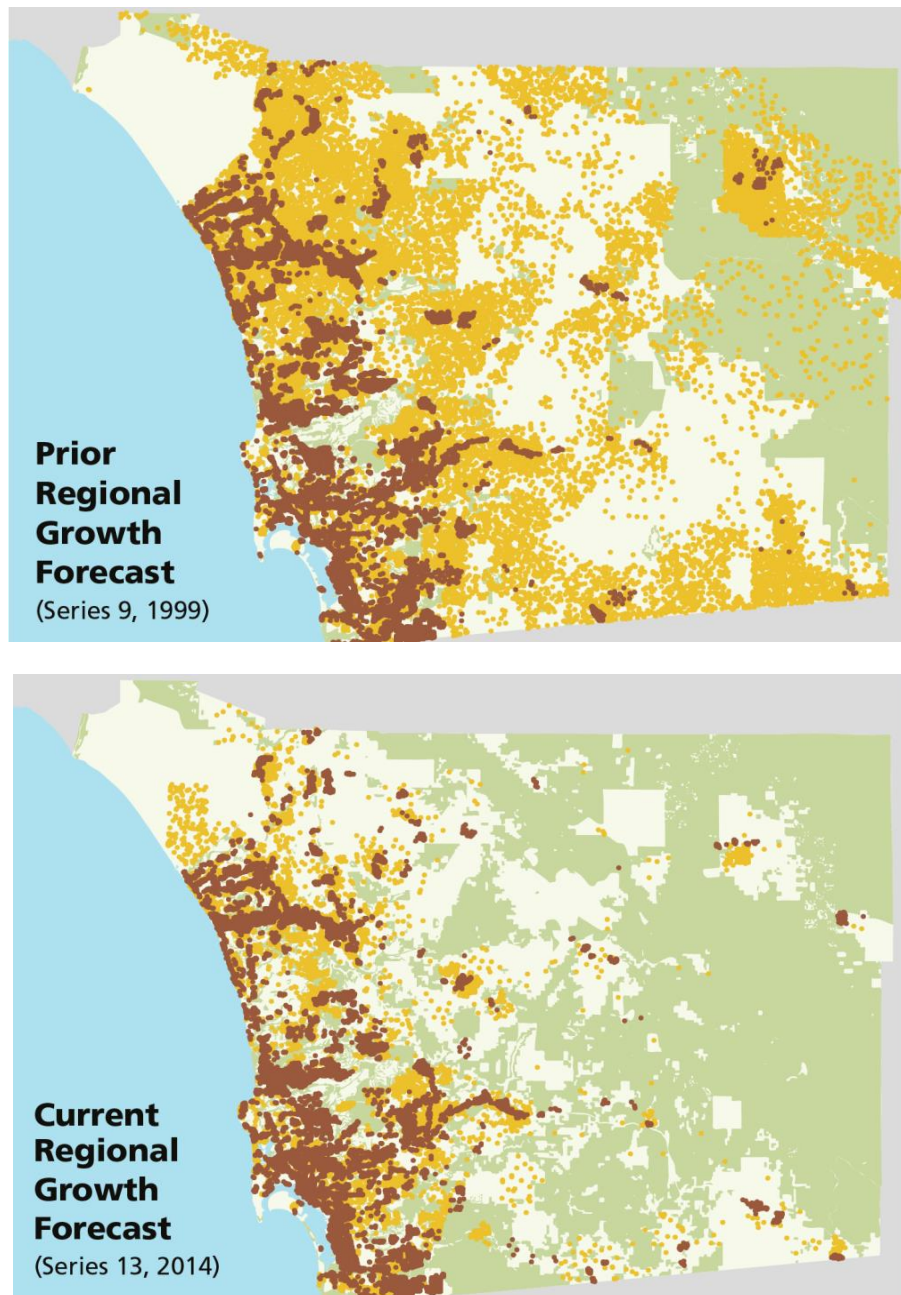 Prior
Regional
Growth
Forecast
(Series 9, 1999)
Current
Regional
Growth
Forecast
(Series 13, 2014)